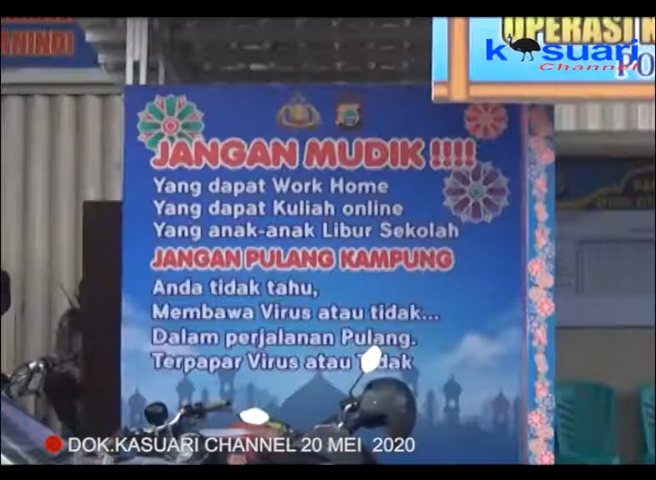 OPERASI
kasuari
Channel
JANGAN MUDIK !!!!
Yang dapat Work Home
Yang dapat Kuliah online
Yang anak-anak Libur Sekolah
JANGAN PULANG KAMPUNG
Anda tidak tahu,
Membawa Virus atau tidak...
Dalam perjalanan Pulang.
Terpapar Virus atau Tidak
DOK.KASUARI CHANNEL 20 MEI 2020